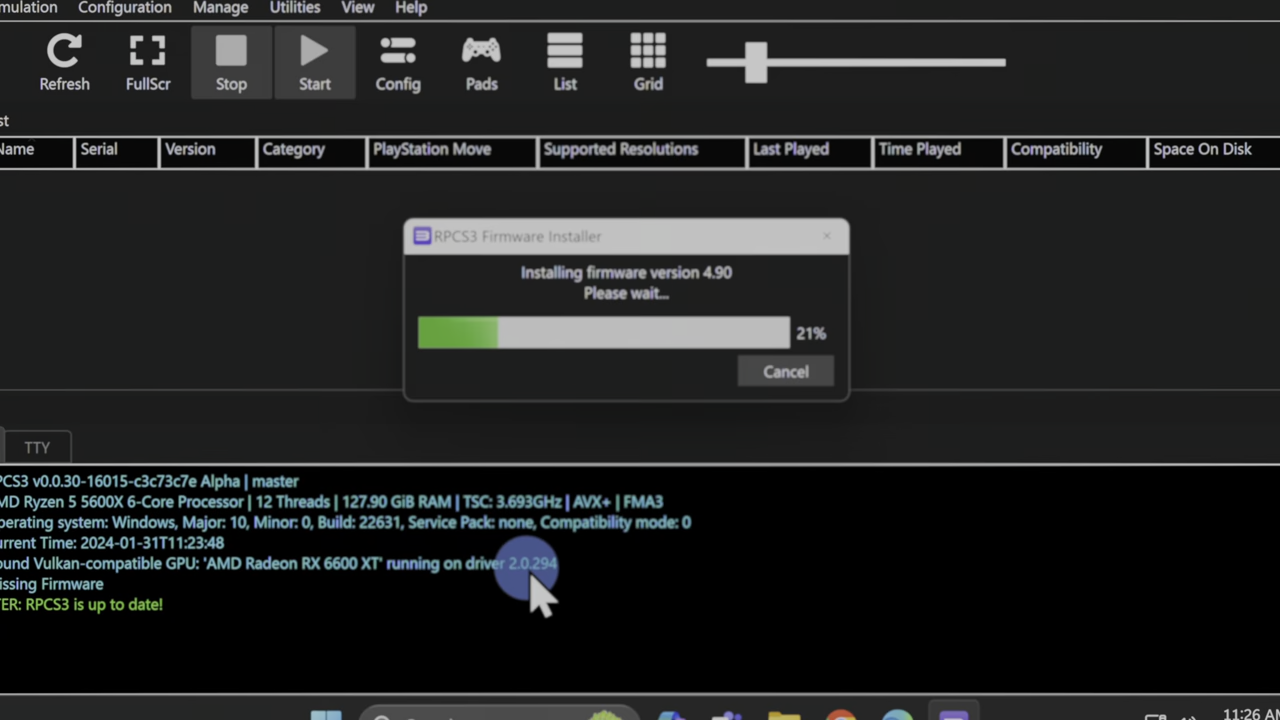 mulation Configuration Manage Utilities View Help
Refresh FullScr Stop Start Config Pads List Grid
st
Name Serial Version Category PlayStation Move Supported Resolutions Last Played Time Played Compatibility Space On Disk
RPCS3 Firmware Installer
Installing firmware version 4.90
Please wait...
21%
Cancel
TTY
PCS3 v0.0.30-16015-c3c73c7e Alpha | master
MD Ryzen 5 5600X 6-Core Processor | 12 Threads | 127.90 GiB RAM | TSC: 3.693GHz | AVX+ | FMA3
perating system: Windows, Major: 10, Minor: 0, Build: 22631, Service Pack: none, Compatibility mode: 0
urrent Time: 2024-01-31T11:23:48
ound Vulkan-compatible GPU: 'AMD Radeon RX 6600 XT' running on driver 2.0.294
issing Firmware
TER: RPCS3 is up to date!
11:26 AM